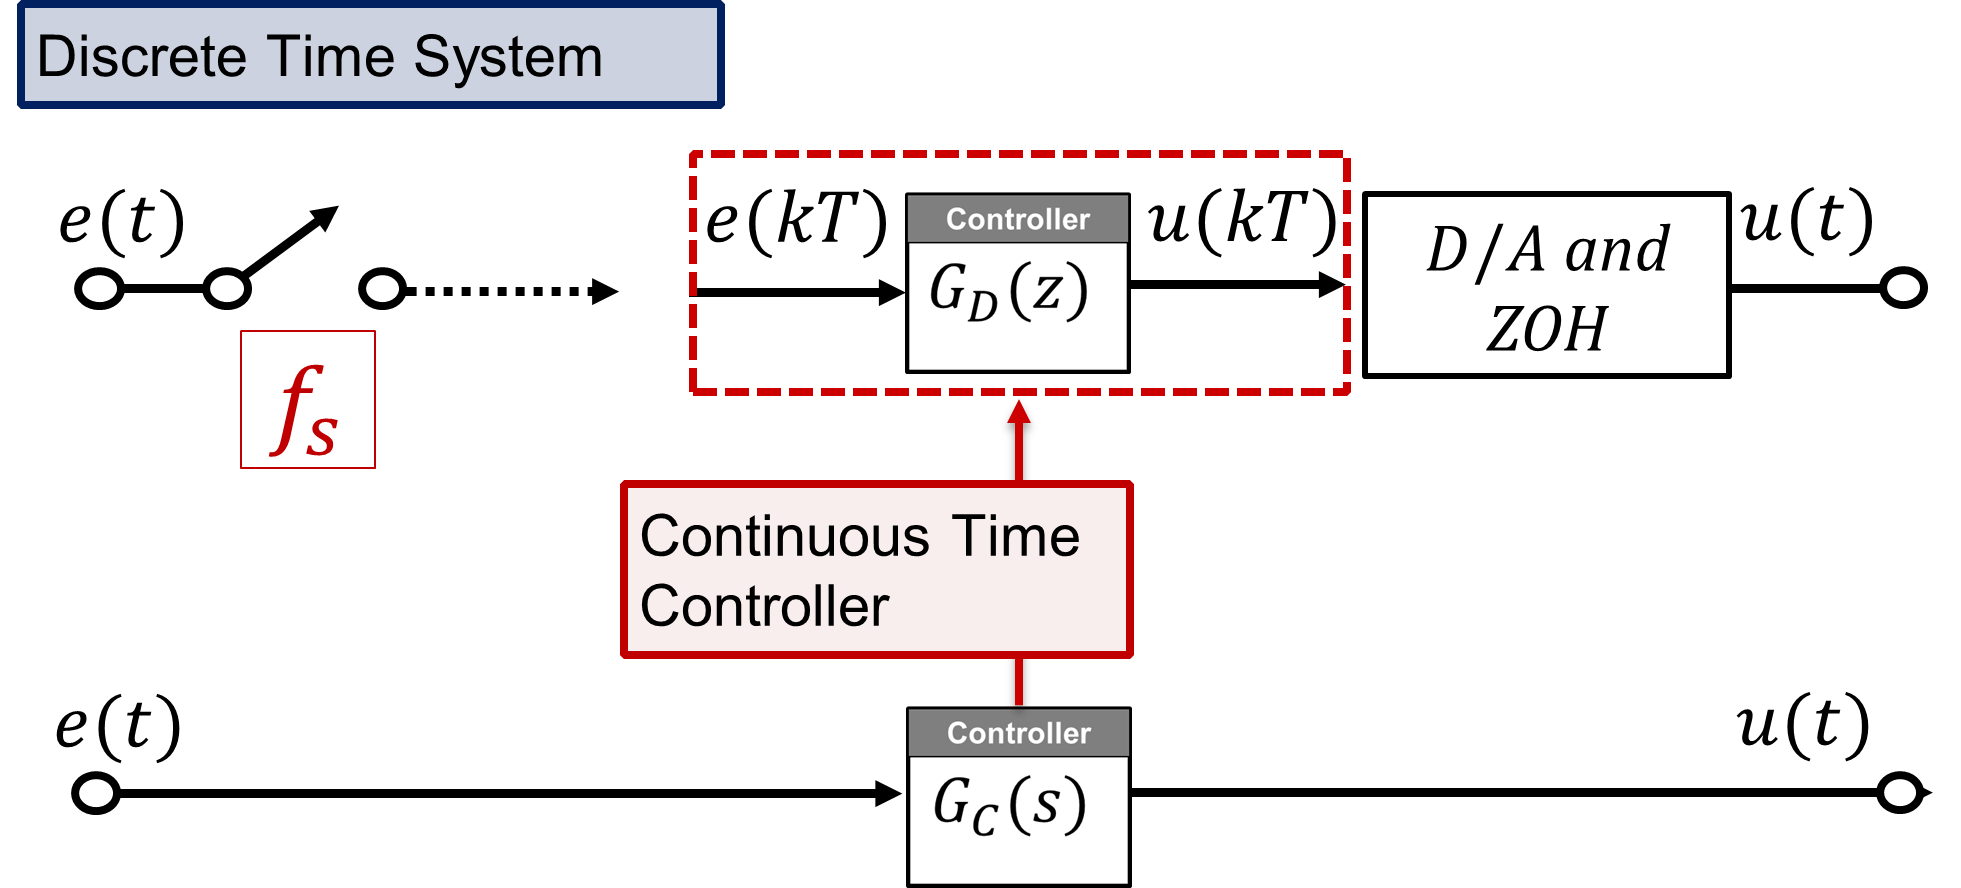 Discrete Time System
e(t)
e(kT)
Controller
G_D(z)
u(kT)
D/A and
ZOH
u(t)
f_s
Continuous Time
Controller
e(t)
Controller
G_C(s)
u(t)